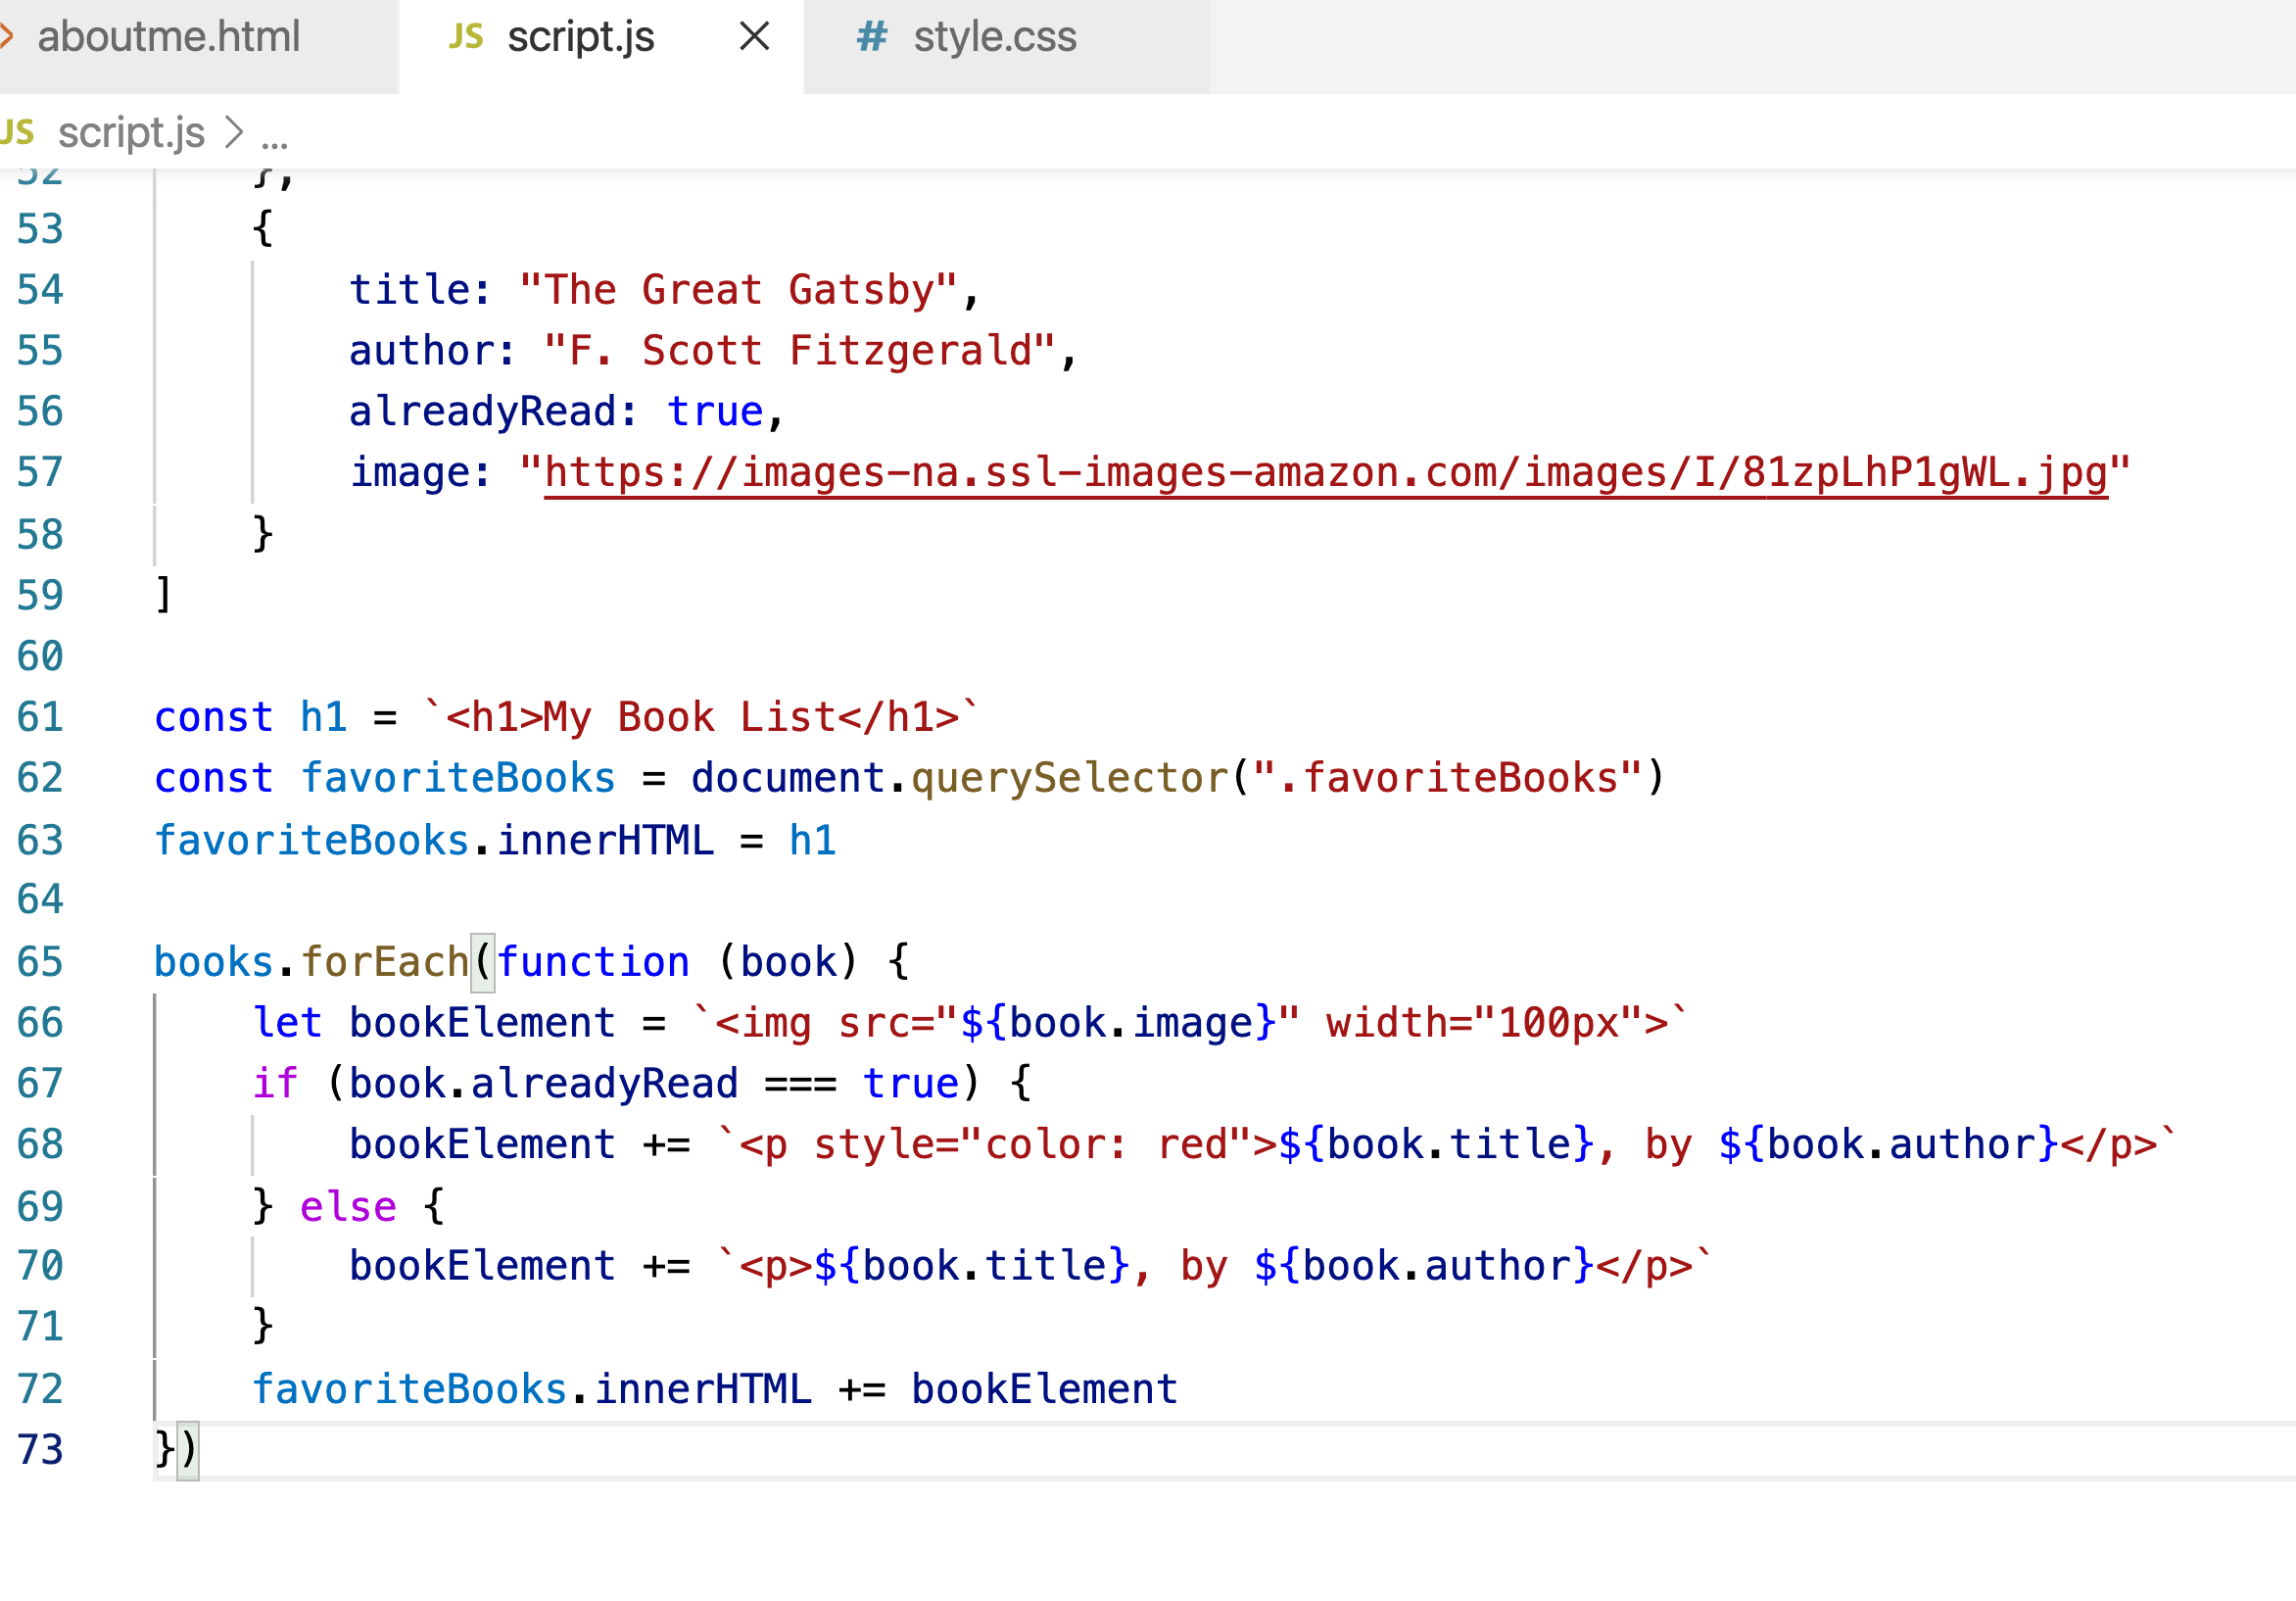 aboutme.html JS script.js # style.css
JS script.js > ...
52 },
53 {
54 title: "The Great Gatsby",
55 author: "F. Scott Fitzgerald",
56 alreadyRead: true,
57 image: "https://images-na.ssl-images-amazon.com/images/I/81zpLhP1gWL.jpg"
58 }
59 ]
60
61 const h1 = `<h1>My Book List</h1>`
62 const favoriteBooks = document.querySelector(".favoriteBooks")
63 favoriteBooks.innerHTML = h1
64
65 books.forEach(function (book) {
66 let bookElement = `<img src="${book.image}" width="100px">`
67 if (book.alreadyRead === true) {
68 bookElement += `<p style="color: red">${book.title}, by ${book.author}</p>`
69 } else {
70 bookElement += `<p>${book.title}, by ${book.author}</p>`
71 }
72 favoriteBooks.innerHTML += bookElement
73 })